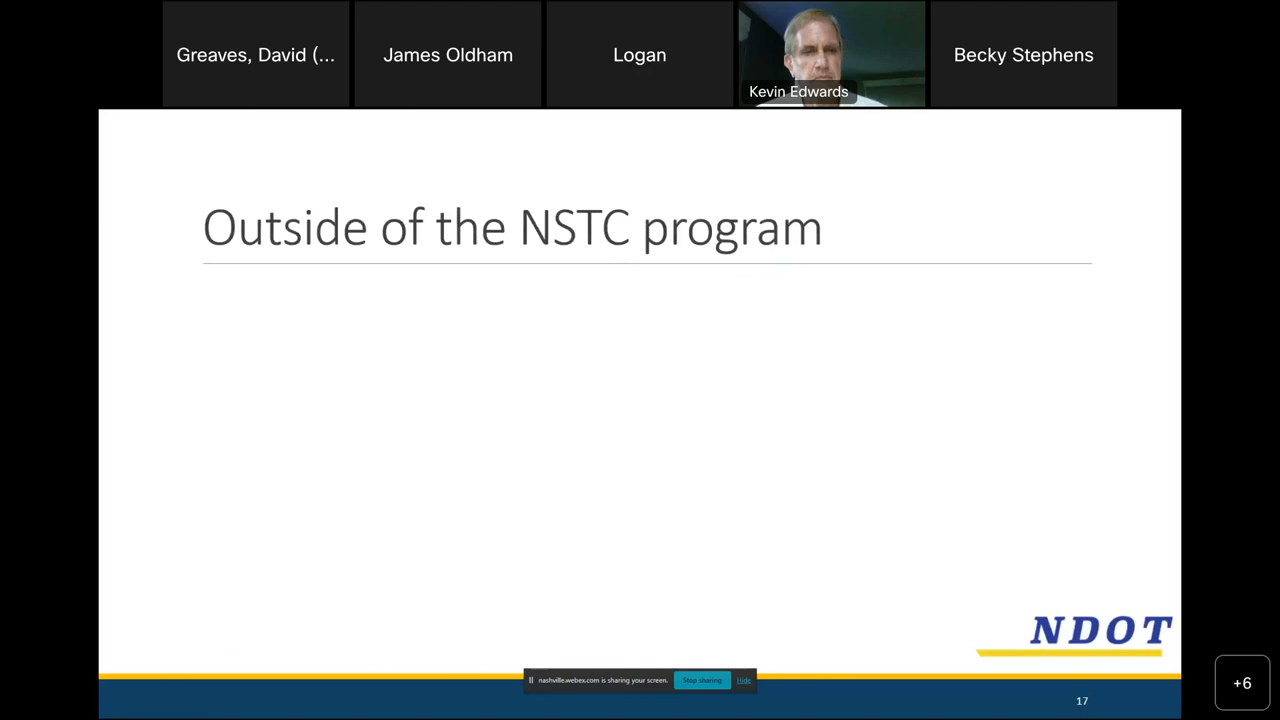 Greaves, David (...
James Oldham
Logan
Kevin Edwards
Becky Stephens
Outside of the NSTC program
NDOT
nashville.webex.com is sharing your screen.
Stop sharing
Hide
17
+6